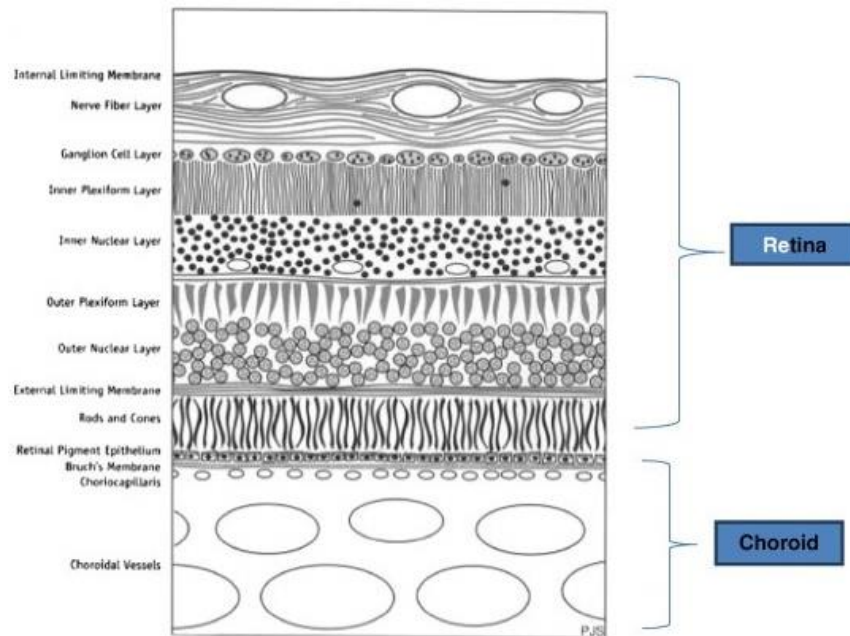 Internal Limiting Membrane
Nerve Fiber Layer
Ganglion Cell Layer
Inner Plexiform Layer
Inner Nuclear Layer
Outer Plexiform Layer
Outer Nuclear Layer
External Limiting Membrane
Rods and Cones
Retinal Pigment Epithelium
Bruch's Membrane
Choriocapillaris
Choroidal Vessels
Retina
Choroid
PJS